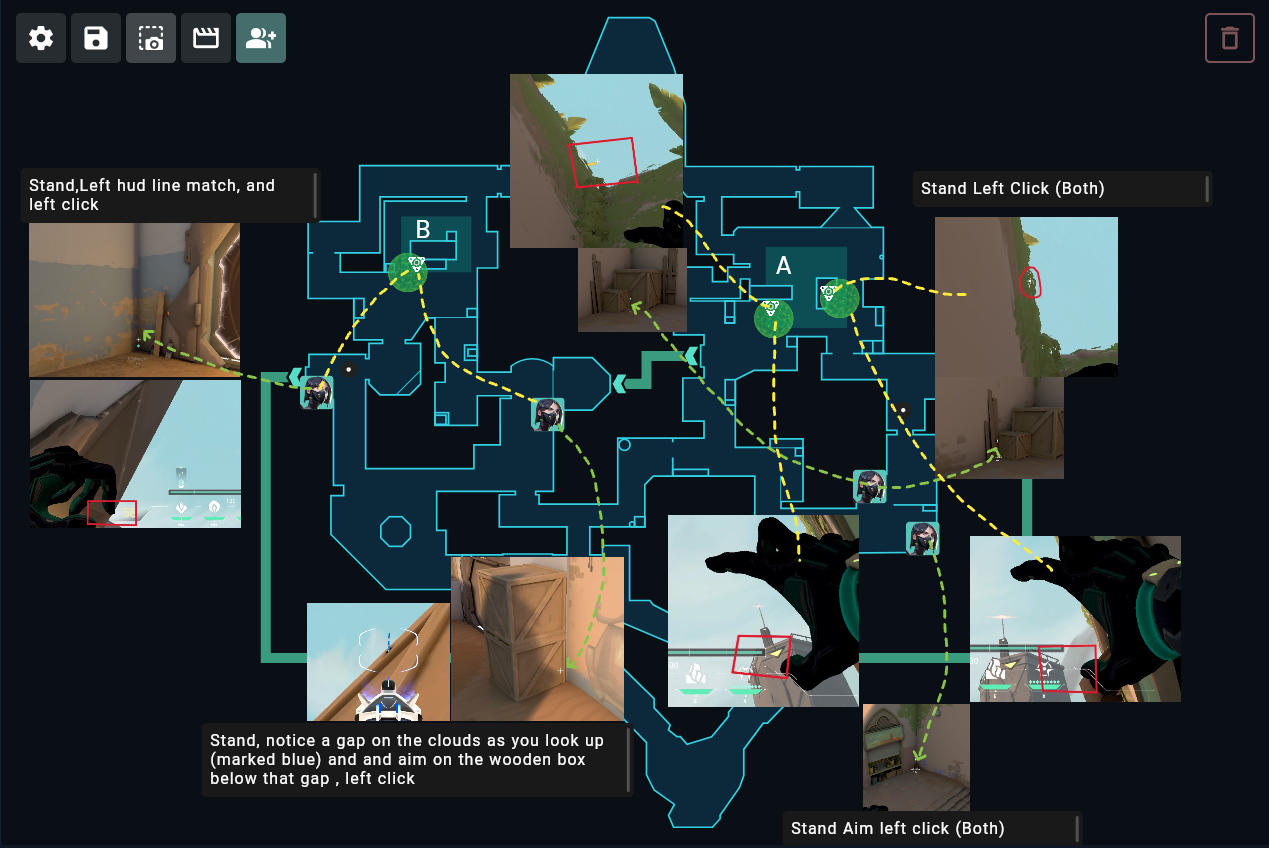 Stand,Left hud line match, and
left click
Stand Left Click (Both)
B
A
Stand, notice a gap on the clouds as you look up
(marked blue) and and aim on the wooden box
below that gap , left click
Stand Aim left click (Both)